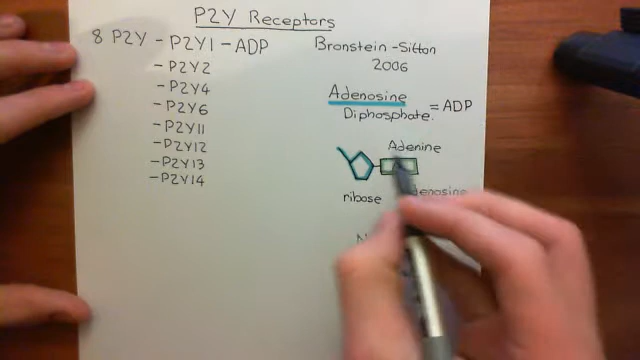 P2Y Receptors
8 P2Y - P2Y1 - ADP
- P2Y2
- P2Y4
- P2Y6
- P2Y11
- P2Y12
- P2Y13
- P2Y14
Bronstein-Sitton
2006
Adenosine
Diphosphate.
= ADP
Adenine
ribose